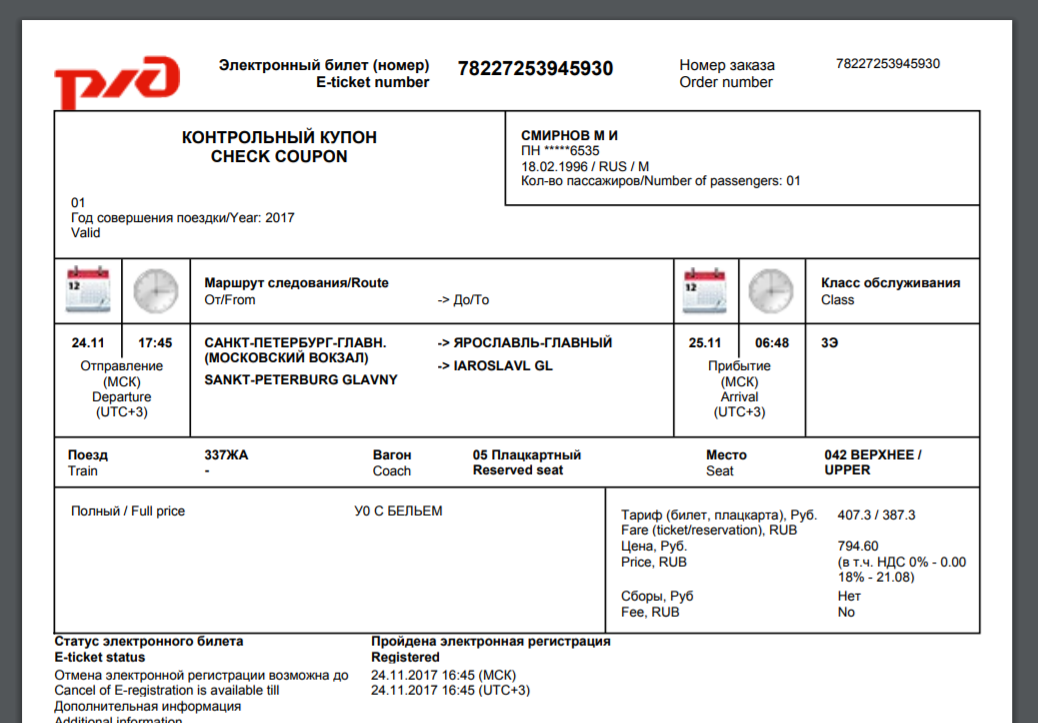 РЖД
Электронный билет (номер) 78227253945930 Номер заказа 78227253945930
E-ticket number Order number
КОНТРОЛЬНЫЙ КУПОН
CHECK COUPON
СМИРНОВ М И
ПН *****6535
18.02.1996 / RUS / M
Кол-во пассажиров/Number of passengers: 01
01
Год совершения поездки/Year: 2017
Valid
12
Маршрут следования/Route
От/From -> До/To
12
Класс обслуживания
Class
24.11 17:45
Отправление
(МСК)
Departure
(UTC+3)
САНКТ-ПЕТЕРБУРГ-ГЛАВН.
(МОСКОВСКИЙ ВОКЗАЛ)
SANKT-PETERBURG GLAVNY
-> ЯРОСЛАВЛЬ-ГЛАВНЫЙ
-> IAROSLAVL GL
25.11 06:48
Прибытие
(МСК)
Arrival
(UTC+3)
3Э
Поезд 337ЖА Вагон 05 Плацкартный Место 042 ВЕРХНЕЕ /
Train - Coach Reserved seat Seat UPPER
Полный / Full price У0 С БЕЛЬЕМ
Тариф (билет, плацкарта), Руб. 407.3 / 387.3
Fare (ticket/reservation), RUB
Цена, Руб. 794.60
Price, RUB (в т.ч. НДС 0% - 0.00
18% - 21.08)
Сборы, Руб Нет
Fee, RUB No
Статус электронного билета Пройдена электронная регистрация
E-ticket status Registered
Отмена электронной регистрации возможна до 24.11.2017 16:45 (МСК)
Cancel of E-registration is available till 24.11.2017 16:45 (UTC+3)
Дополнительная информация
Additional information